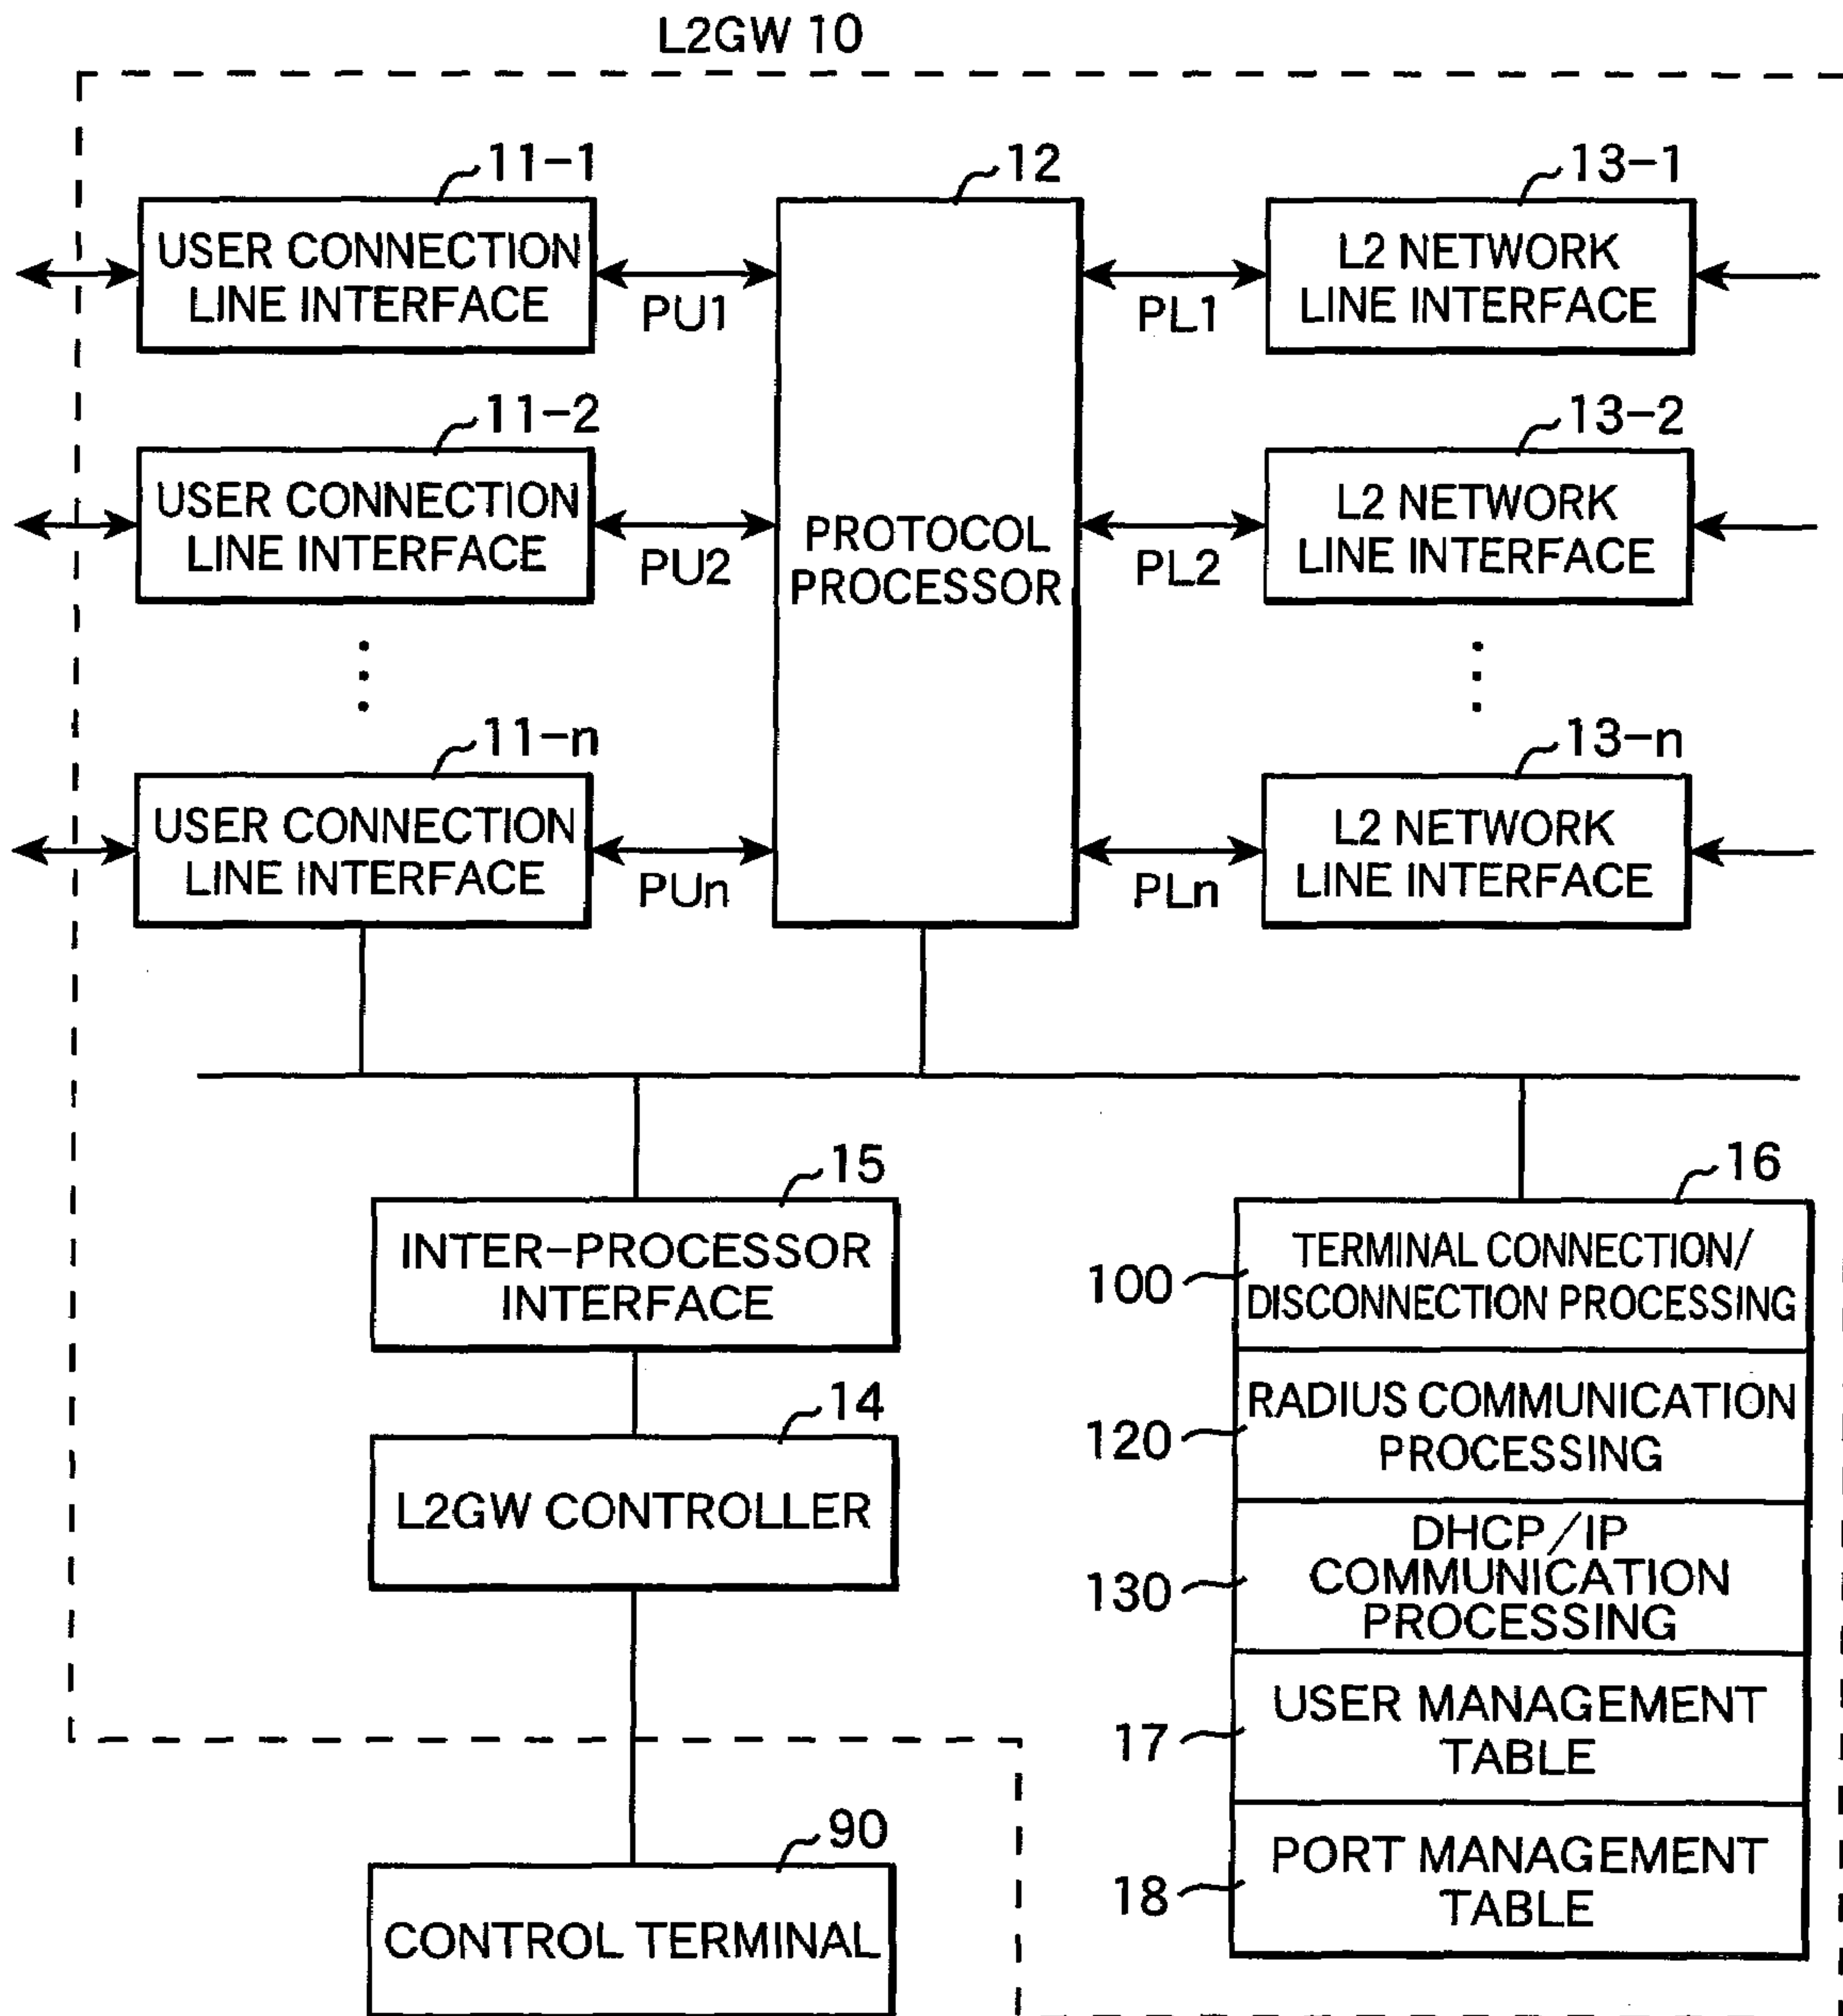 L2GW 10
11-1
12
13-1
USER CONNECTION
LINE INTERFACE
PU1
PL1
L2 NETWORK
LINE INTERFACE
11-2
13-2
USER CONNECTION
LINE INTERFACE
PU2
PROTOCOL
PROCESSOR
PL2
L2 NETWORK
LINE INTERFACE
11-n
13-n
USER CONNECTION
LINE INTERFACE
PUn
PLn
L2 NETWORK
LINE INTERFACE
15
INTER-PROCESSOR
INTERFACE
14
L2GW CONTROLLER
90
CONTROL TERMINAL
16
100
TERMINAL CONNECTION/
DISCONNECTION PROCESSING
120
RADIUS COMMUNICATION
PROCESSING
130
DHCP/IP
COMMUNICATION
PROCESSING
17
USER MANAGEMENT
TABLE
18
PORT MANAGEMENT
TABLE